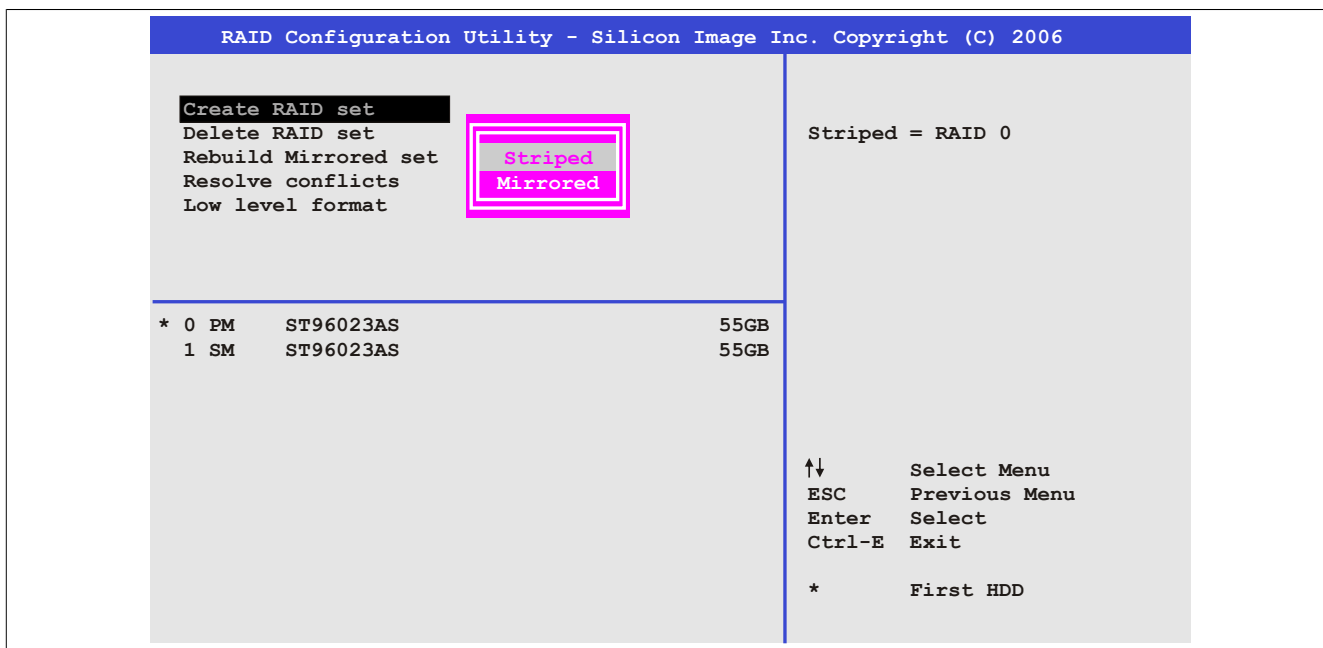 RAID Configuration Utility - Silicon Image Inc. Copyright (C) 2006
Create RAID set
Delete RAID set
Rebuild Mirrored set
Resolve conflicts
Low level format
Striped
Mirrored
Striped = RAID 0
* 0 PM ST96023AS 55GB
1 SM ST96023AS 55GB
↑↓ Select Menu
ESC Previous Menu
Enter Select
Ctrl-E Exit
* First HDD